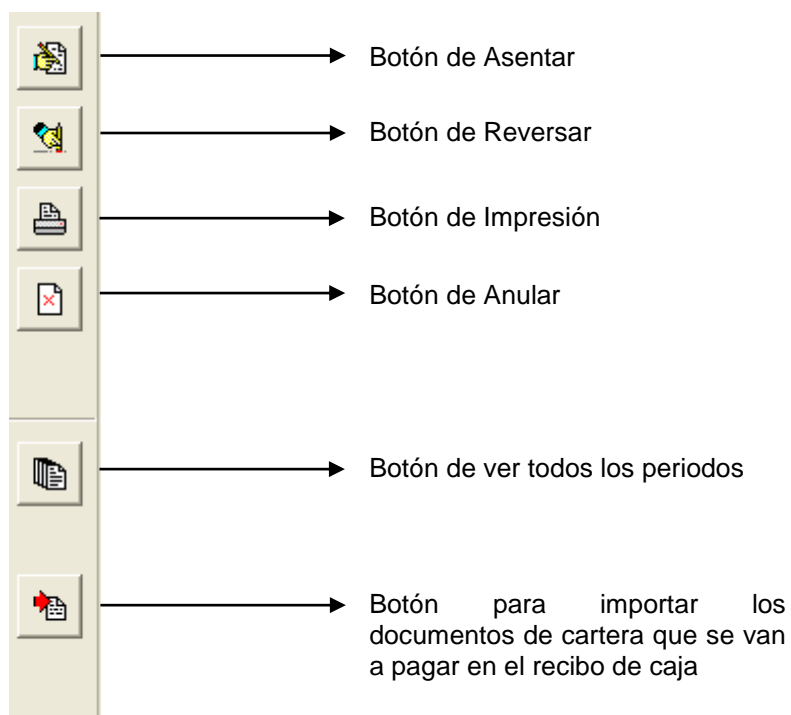 Botón de Asentar
Botón de Reversar
Botón de Impresión
Botón de Anular
Botón de ver todos los periodos
Botón para importar los
documentos de cartera que se van
a pagar en el recibo de caja